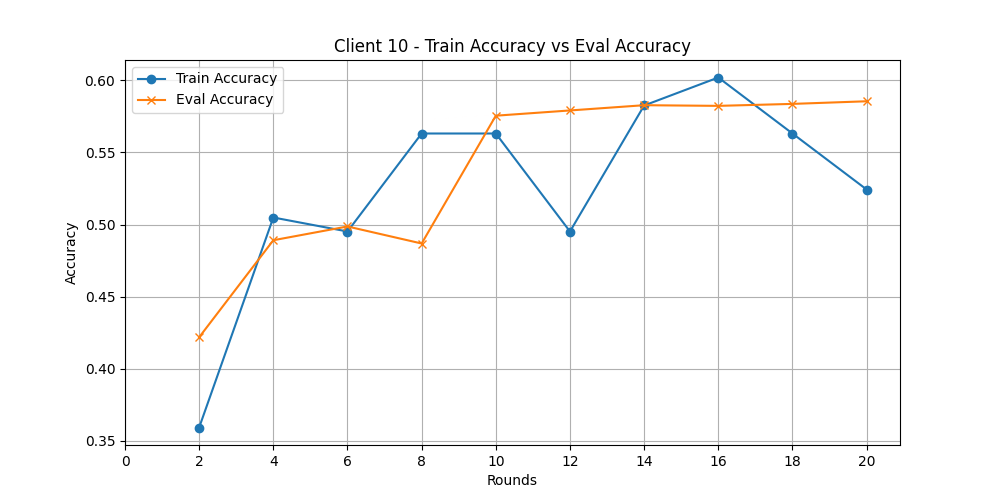 Client 10 - Train Accuracy vs Eval Accuracy
Train Accuracy
Eval Accuracy
0.60
0.55
0.50
0.45
0.40
0.35
Accuracy
0 2 4 6 8 10 12 14 16 18 20
Rounds